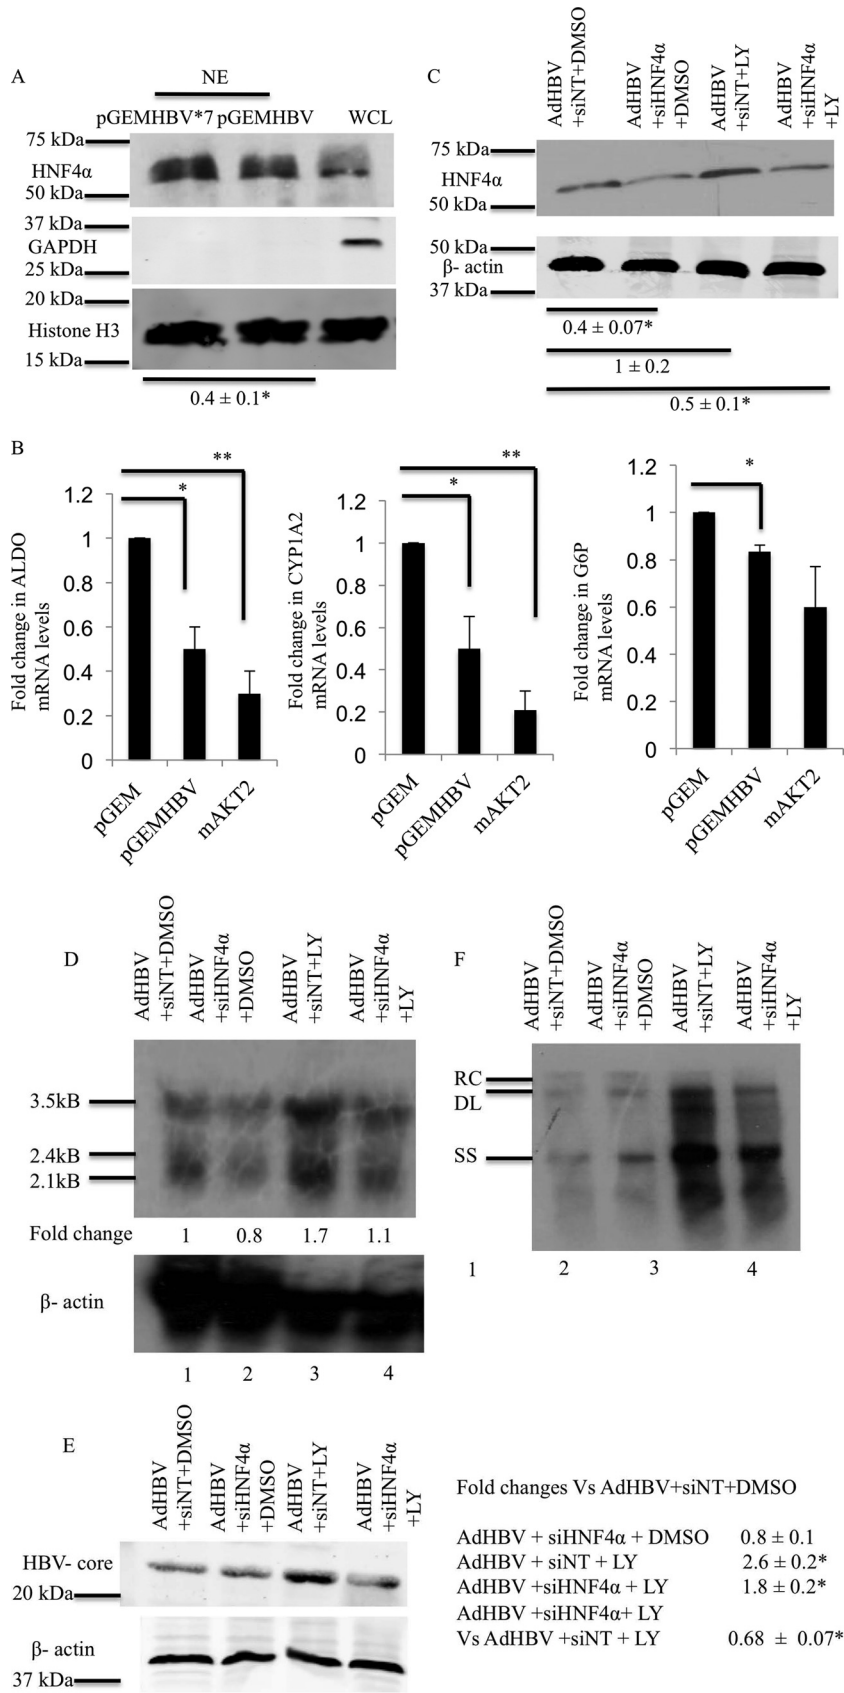 A
NE
pGEMHBV*7 pGEMHBV WCL
75 kDa
HNF4α
50 kDa
37 kDa
GAPDH
25 kDa
20 kDa
Histone H3
15 kDa
0.4 ± 0.1*
C
AdHBV
+siNT+DMSO
AdHBV
+siHNF4α
+DMSO
AdHBV
+siNT+LY
AdHBV
+siHNF4α
+LY
75 kDa
HNF4α
50 kDa
50 kDa
β- actin
37 kDa
0.4 ± 0.07*
1 ± 0.2
0.5 ± 0.1*
B
Fold change in ALDO
mRNA levels
1.2
1
0.8
0.6
0.4
0.2
0
*
**
pGEM
pGEMHBV
mAKT2
Fold change in CYP1A2
mRNA levels
1.2
1
0.8
0.6
0.4
0.2
0
*
**
pGEM
pGEMHBV
mAKT2
Fold change in G6P
mRNA levels
1.2
1
0.8
0.6
0.4
0.2
0
*
pGEM
pGEMHBV
mAKT2
D
AdHBV
+siNT+DMSO
AdHBV
+siHNF4α
+DMSO
AdHBV
+siNT+LY
AdHBV
+siHNF4α
+LY
3.5kB
2.4kB
2.1kB
Fold change 1 0.8 1.7 1.1
β- actin
1 2 3 4
F
AdHBV
+siNT+DMSO
AdHBV
+siHNF4α
+DMSO
AdHBV
+siNT+LY
AdHBV
+siHNF4α
+LY
RC
DL
SS
1 2 3 4
E
AdHBV
+siNT+DMSO
AdHBV
+siHNF4α
+DMSO
AdHBV
+siNT+LY
AdHBV
+siHNF4α
+LY
HBV- core
20 kDa
β- actin
37 kDa
Fold changes Vs AdHBV+siNT+DMSO
AdHBV + siHNF4α + DMSO 0.8 ± 0.1
AdHBV + siNT + LY 2.6 ± 0.2*
AdHBV +siHNF4α + LY 1.8 ± 0.2*
AdHBV +siHNF4α+ LY
Vs AdHBV +siNT + LY 0.68 ± 0.07*